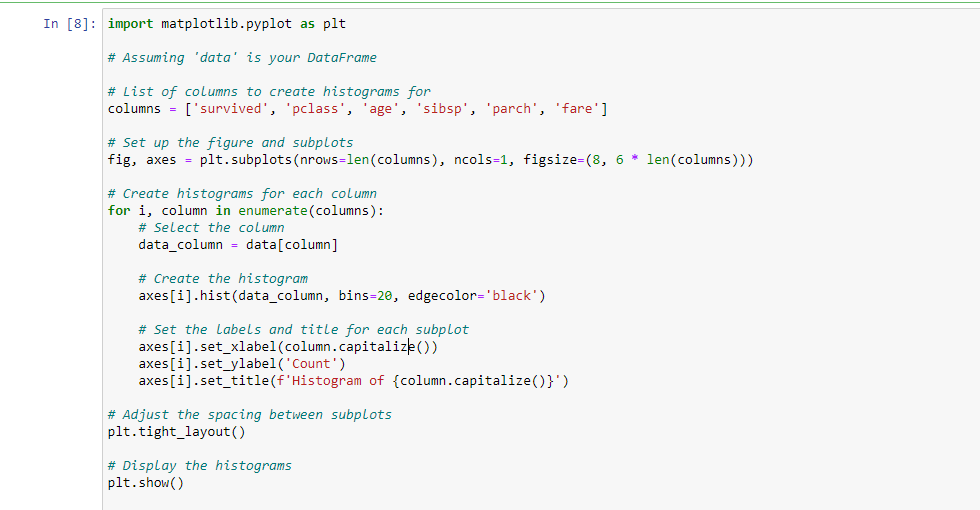 In [8]: import matplotlib.pyplot as plt
# Assuming 'data' is your DataFrame
# List of columns to create histograms for
columns = ['survived', 'pclass', 'age', 'sibsp', 'parch', 'fare']
# Set up the figure and subplots
fig, axes = plt.subplots(nrows=len(columns), ncols=1, figsize=(8, 6 * len(columns)))
# Create histograms for each column
for i, column in enumerate(columns):
    # Select the column
    data_column = data[column]
    # Create the histogram
    axes[i].hist(data_column, bins=20, edgecolor='black')
    # Set the labels and title for each subplot
    axes[i].set_xlabel(column.capitalize())
    axes[i].set_ylabel('Count')
    axes[i].set_title(f'Histogram of {column.capitalize()}')
# Adjust the spacing between subplots
plt.tight_layout()
# Display the histograms
plt.show()